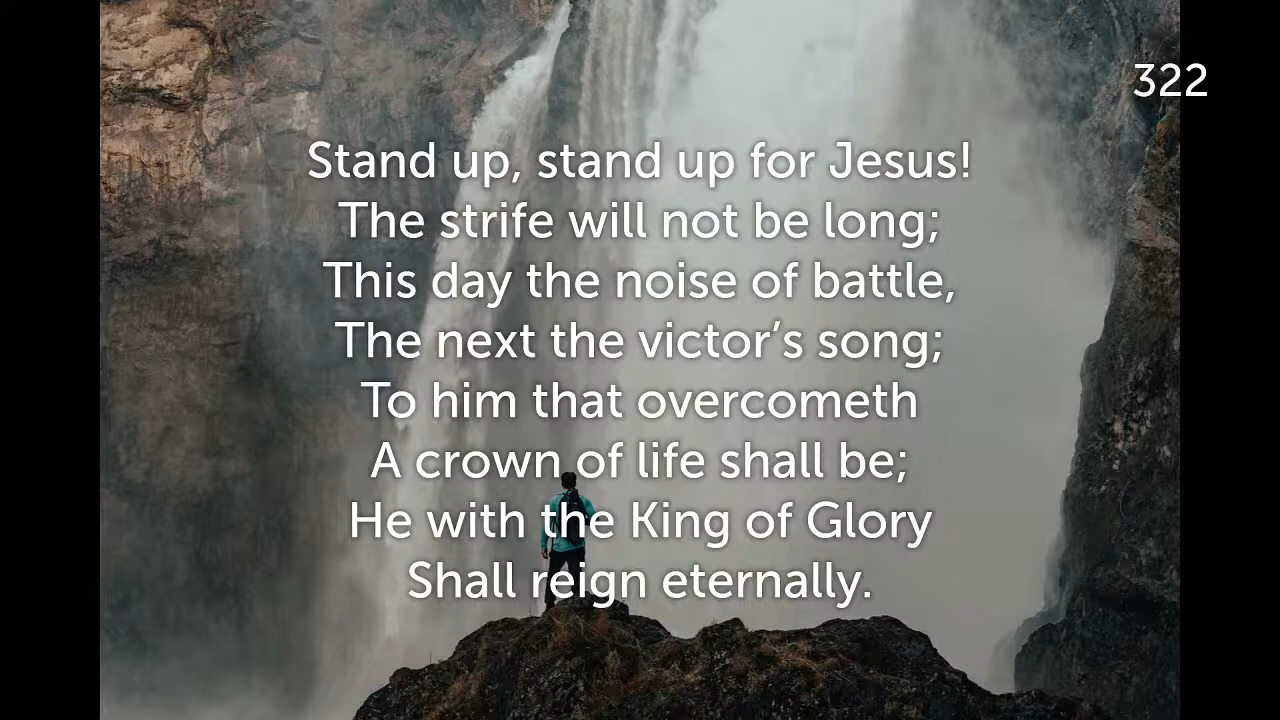 322
Stand up, stand up for Jesus!
The strife will not be long;
This day the noise of battle,
The next the victor’s song;
To him that overcometh
A crown of life shall be;
He with the King of Glory
Shall reign eternally.